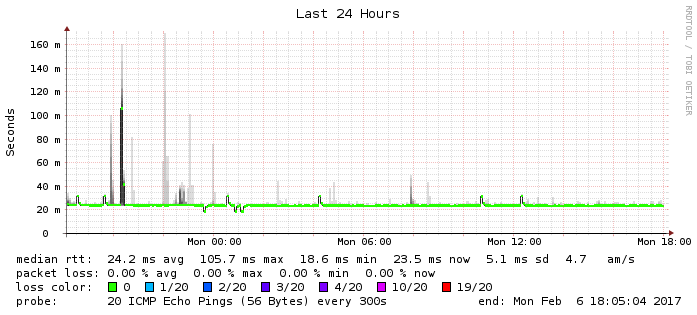 Last 24 Hours
RRDTOOL / TOBI OETIKER
Seconds
160 m
140 m
120 m
100 m
80 m
60 m
40 m
20 m
0
Mon 00:00 Mon 06:00 Mon 12:00 Mon 18:00
median rtt: 24.2 ms avg 105.7 ms max 18.6 ms min 23.5 ms now 5.1 ms sd 4.7 am/s
packet loss: 0.00 % avg 0.00 % max 0.00 % min 0.00 % now
loss color: 0 1/20 2/20 3/20 4/20 10/20 19/20
probe: 20 ICMP Echo Pings (56 Bytes) every 300s end: Mon Feb 6 18:05:04 2017